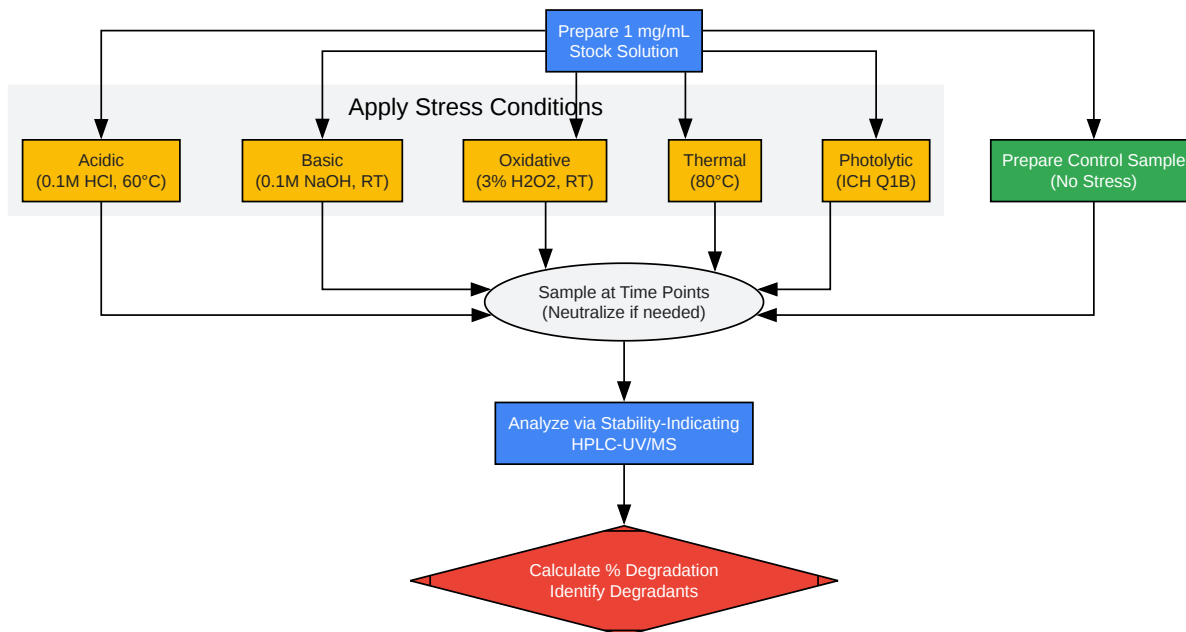 Prepare 1 mg/mL
Stock Solution
Apply Stress Conditions
Acidic
(0.1M HCl, 60°C)
Basic
(0.1M NaOH, RT)
Oxidative
(3% H2O2, RT)
Thermal
(80°C)
Photolytic
(ICH Q1B)
Prepare Control Sample
(No Stress)
Sample at Time Points
(Neutralize if needed)
Analyze via Stability-Indicating
HPLC-UV/MS
Calculate % Degradation
Identify Degradants